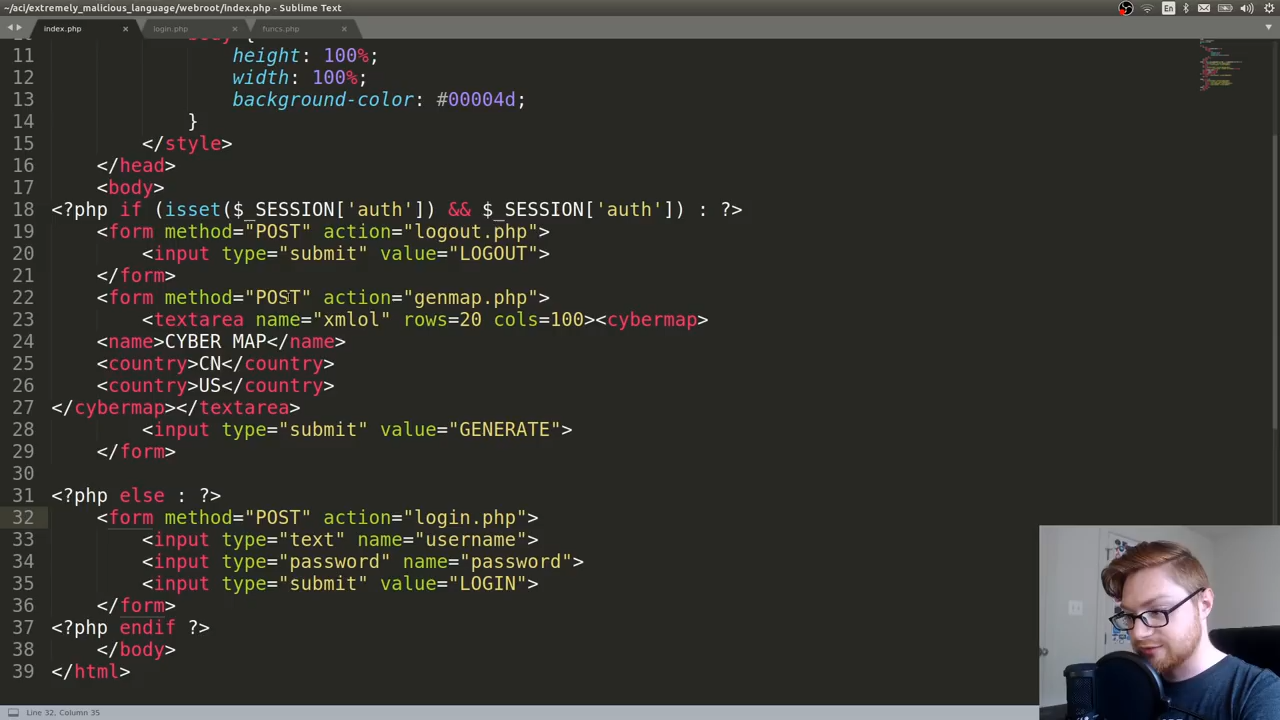 ~/aci/extremely_malicious_language/webroot/index.php - Sublime Text
En
index.php × login.php × funcs.php ×
10 body {
11 height: 100%;
12 width: 100%;
13 background-color: #00004d;
14 }
15 </style>
16 </head>
17 <body>
18 <?php if (isset($_SESSION['auth']) && $_SESSION['auth']) : ?>
19 <form method="POST" action="logout.php">
20 <input type="submit" value="LOGOUT">
21 </form>
22 <form method="POST" action="genmap.php">
23 <textarea name="xmlol" rows=20 cols=100><cybermap>
24 <name>CYBER MAP</name>
25 <country>CN</country>
26 <country>US</country>
27 </cybermap></textarea>
28 <input type="submit" value="GENERATE">
29 </form>
30
31 <?php else : ?>
32 <form method="POST" action="login.php">
33 <input type="text" name="username">
34 <input type="password" name="password">
35 <input type="submit" value="LOGIN">
36 </form>
37 <?php endif ?>
38 </body>
39 </html>
Line 32, Column 35